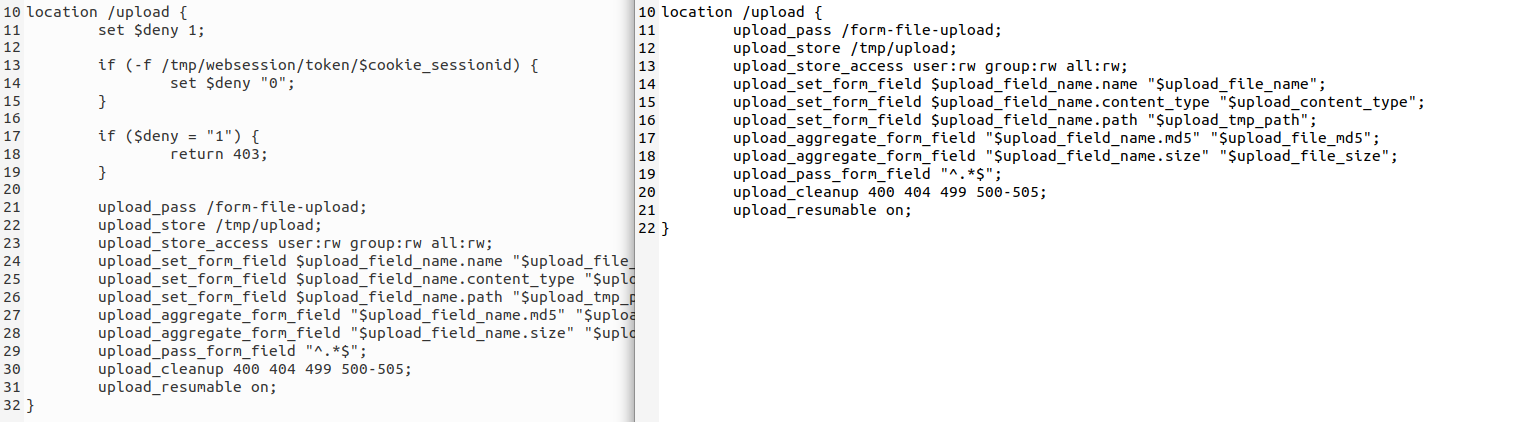 10 location /upload {
11 set $deny 1;
12
13 if (-f /tmp/websession/token/$cookie_sessionid) {
14 set $deny "0";
15 }
16
17 if ($deny = "1") {
18 return 403;
19 }
20
21 upload_pass /form-file-upload;
22 upload_store /tmp/upload;
23 upload_store_access user:rw group:rw all:rw;
24 upload_set_form_field $upload_field_name.name "$upload_file_
25 upload_set_form_field $upload_field_name.content_type "$uplo
26 upload_set_form_field $upload_field_name.path "$upload_tmp_p
27 upload_aggregate_form_field "$upload_field_name.md5" "$uploa
28 upload_aggregate_form_field "$upload_field_name.size" "$uplo
29 upload_pass_form_field "^.*$";
30 upload_cleanup 400 404 499 500-505;
31 upload_resumable on;
32 }
10 location /upload {
11 upload_pass /form-file-upload;
12 upload_store /tmp/upload;
13 upload_store_access user:rw group:rw all:rw;
14 upload_set_form_field $upload_field_name.name "$upload_file_name";
15 upload_set_form_field $upload_field_name.content_type "$upload_content_type";
16 upload_set_form_field $upload_field_name.path "$upload_tmp_path";
17 upload_aggregate_form_field "$upload_field_name.md5" "$upload_file_md5";
18 upload_aggregate_form_field "$upload_field_name.size" "$upload_file_size";
19 upload_pass_form_field "^.*$";
20 upload_cleanup 400 404 499 500-505;
21 upload_resumable on;
22 }